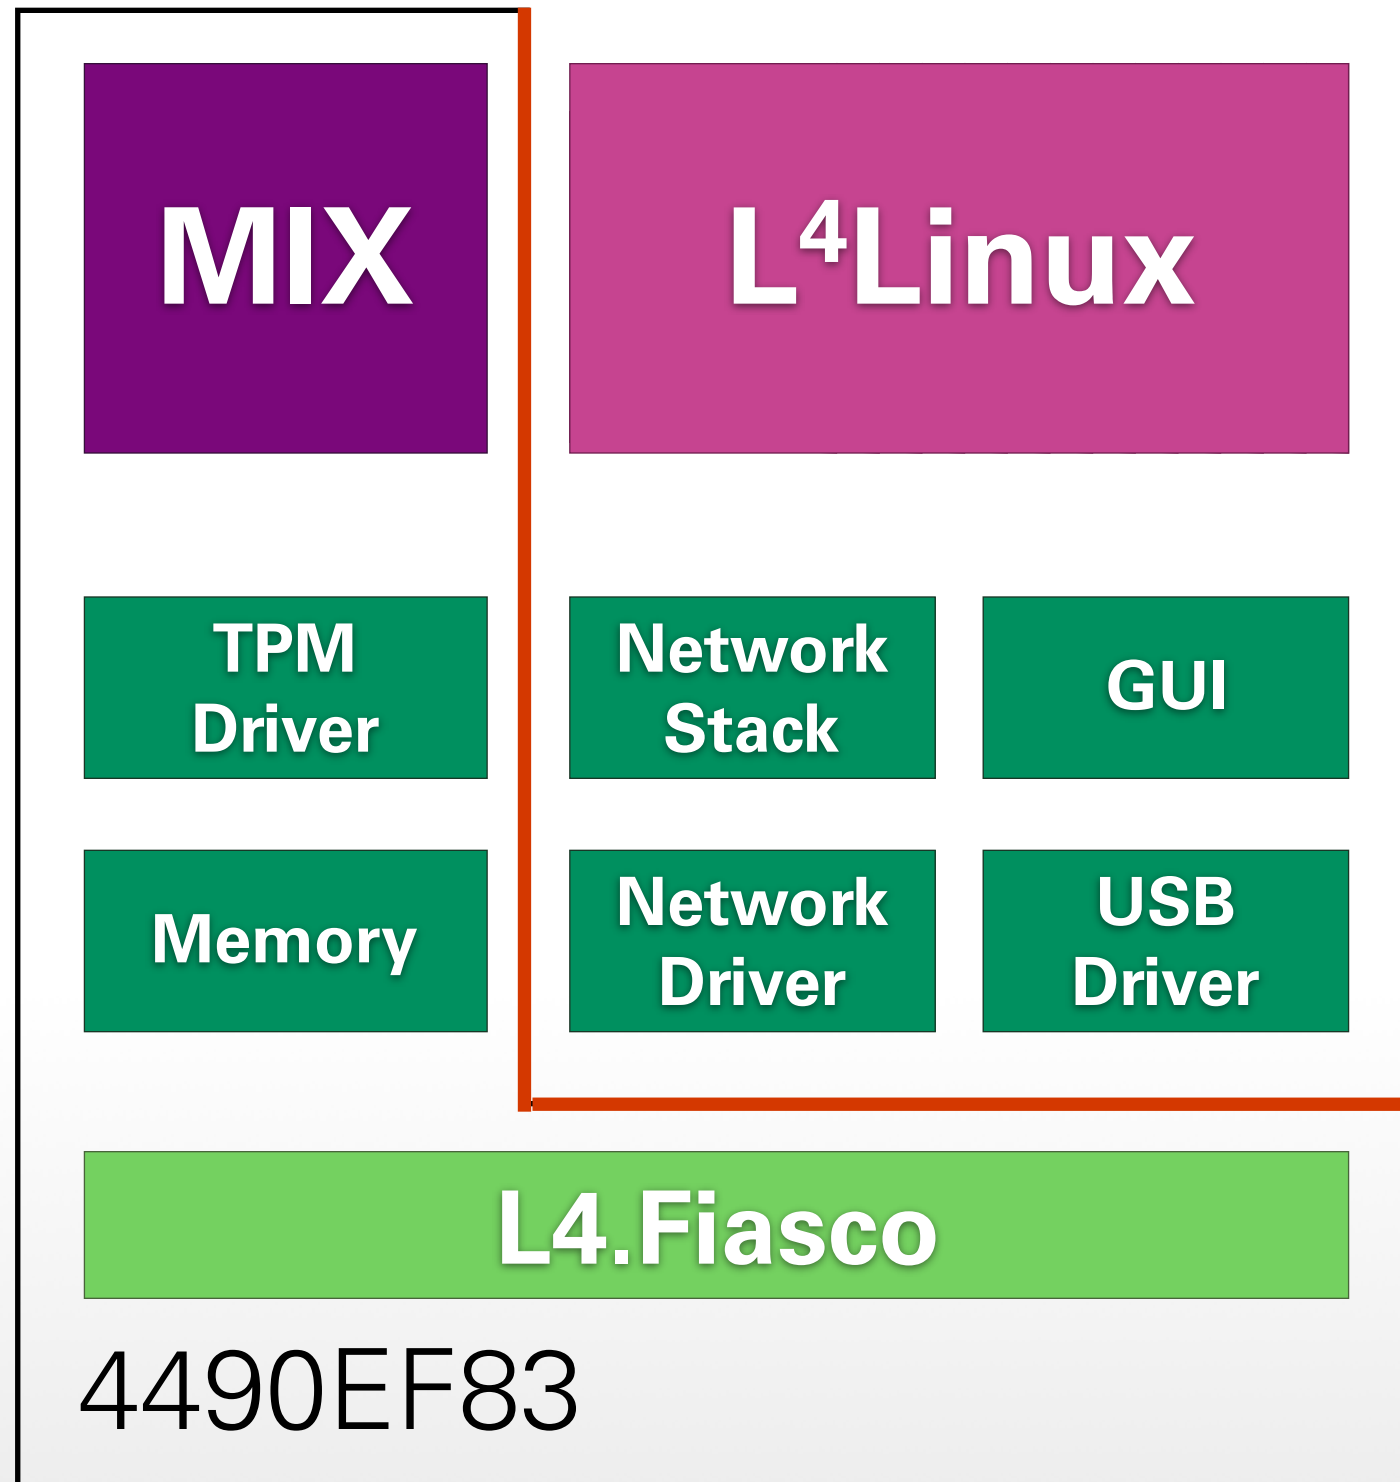 MIX
L⁴Linux
TPM
Driver
Network
Stack
GUI
Memory
Network
Driver
USB
Driver
L4.Fiasco
4490EF83